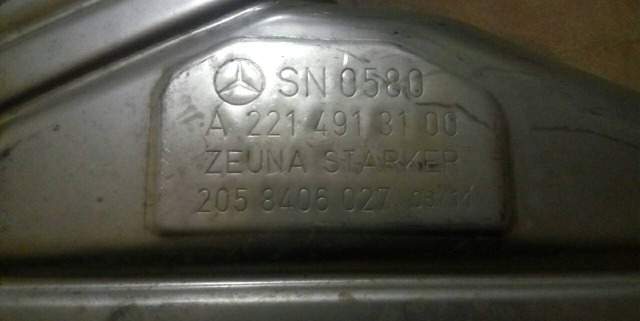 SN 0580
A 221 491 31 00
ZEUNA STARKER
205 8406 027